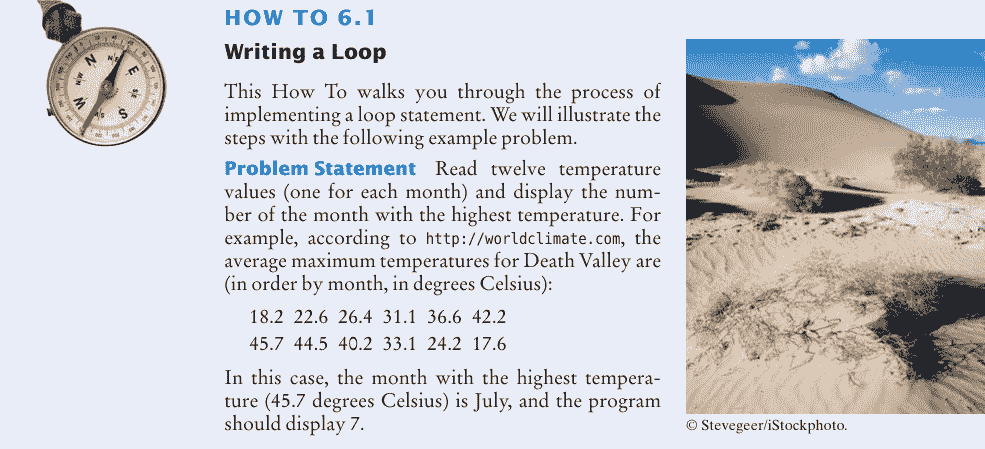 HOW TO 6.1
Writing a Loop
This How To walks you through the process of
implementing a loop statement. We will illustrate the
steps with the following example problem.
Problem Statement Read twelve temperature
values (one for each month) and display the num-
ber of the month with the highest temperature. For
example, according to http://worldclimate.com, the
average maximum temperatures for Death Valley are
(in order by month, in degrees Celsius):
18.2 22.6 26.4 31.1 36.6 42.2
45.7 44.5 40.2 33.1 24.2 17.6
In this case, the month with the highest tempera-
ture (45.7 degrees Celsius) is July, and the program
should display 7.
© Stevegeer/iStockphoto.
N
E
S
W
NW